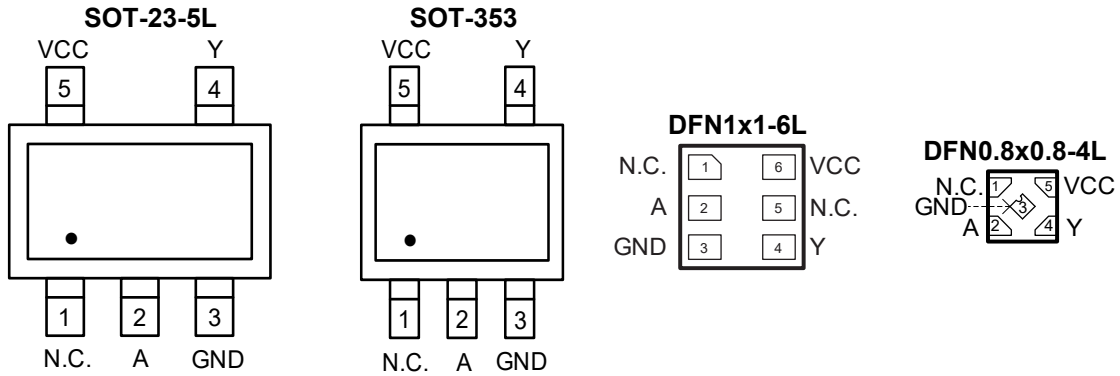 SOT-23-5L
VCC Y
5 4
1 2 3
N.C. A GND
SOT-353
VCC Y
5 4
1 2 3
N.C. A GND
DFN1x1-6L
N.C. 1 6 VCC
A 2 5 N.C.
GND 3 4 Y
DFN0.8x0.8-4L
N.C. 1 5 VCC
GND 3
A 2 4 Y